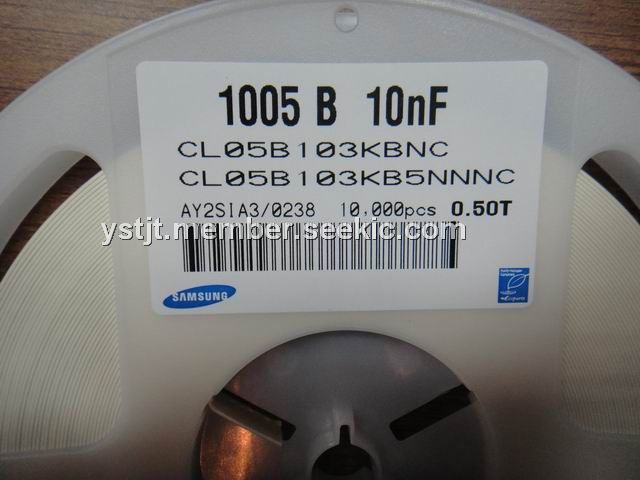 1005 B 10nF
CL05B103KBNC
CL05B103KB5NNNC
AY2SIA3/0238 10,000pcs 0.50T
ystjt.member.seekic.com
SAMSUNG